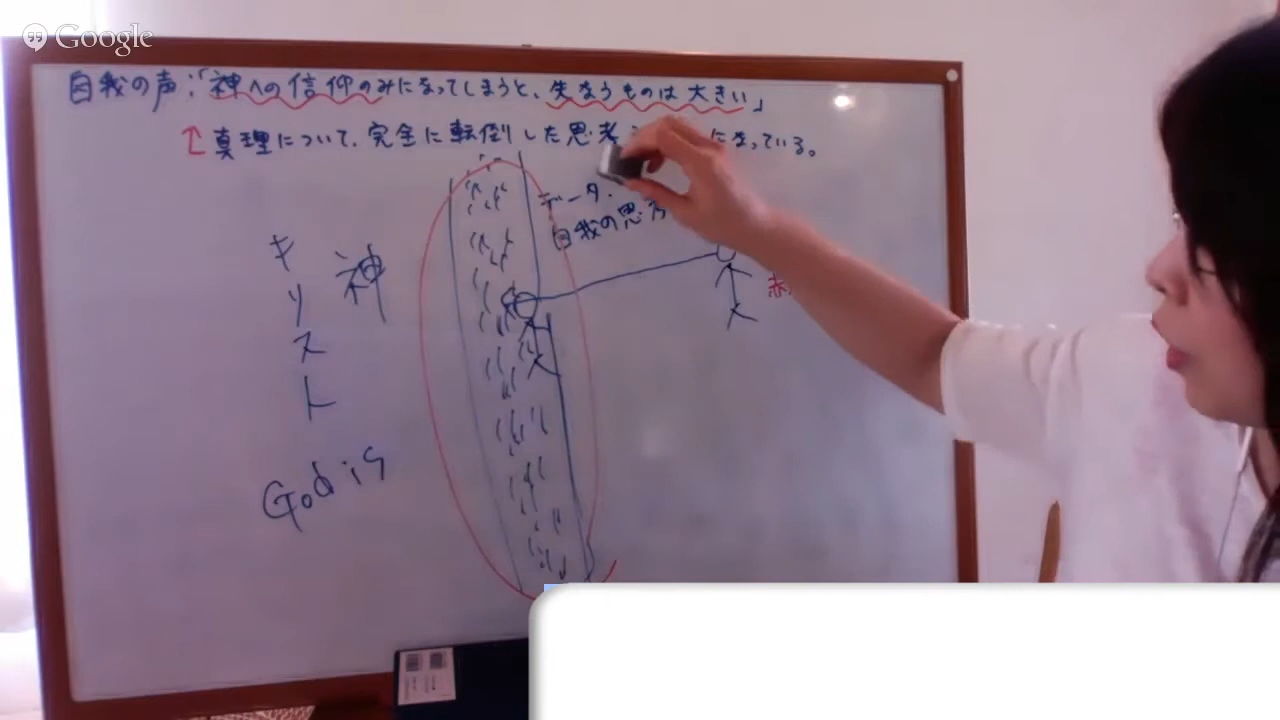 Google
自我の声:「神への信仰のみになってしまうと、失なうものは大きい」
↑真理について、完全に転倒した思考 になっている。
データ.
自我の思考
神
キリスト
God is
赤